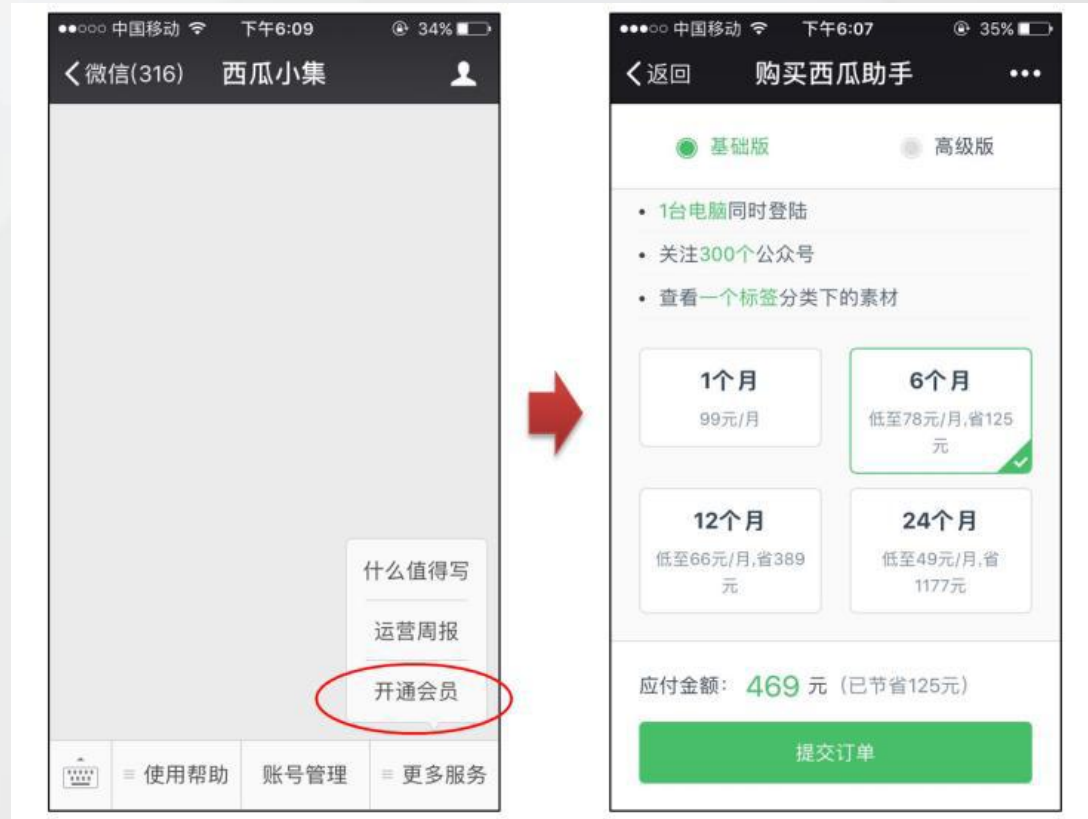 中国移动 下午6:09 34%
微信(316) 西瓜小集
什么值得写
运营周报
开通会员
使用帮助 账号管理 更多服务
中国移动 下午6:07 35%
返回 购买西瓜助手 •••
基础版 高级版
• 1台电脑同时登陆
• 关注300个公众号
• 查看一个标签分类下的素材
1个月
99元/月
6个月
低至78元/月,省125
元
12个月
低至66元/月,省389
元
24个月
低至49元/月,省
1177元
应付金额: 469 元 (已节省125元)
提交订单